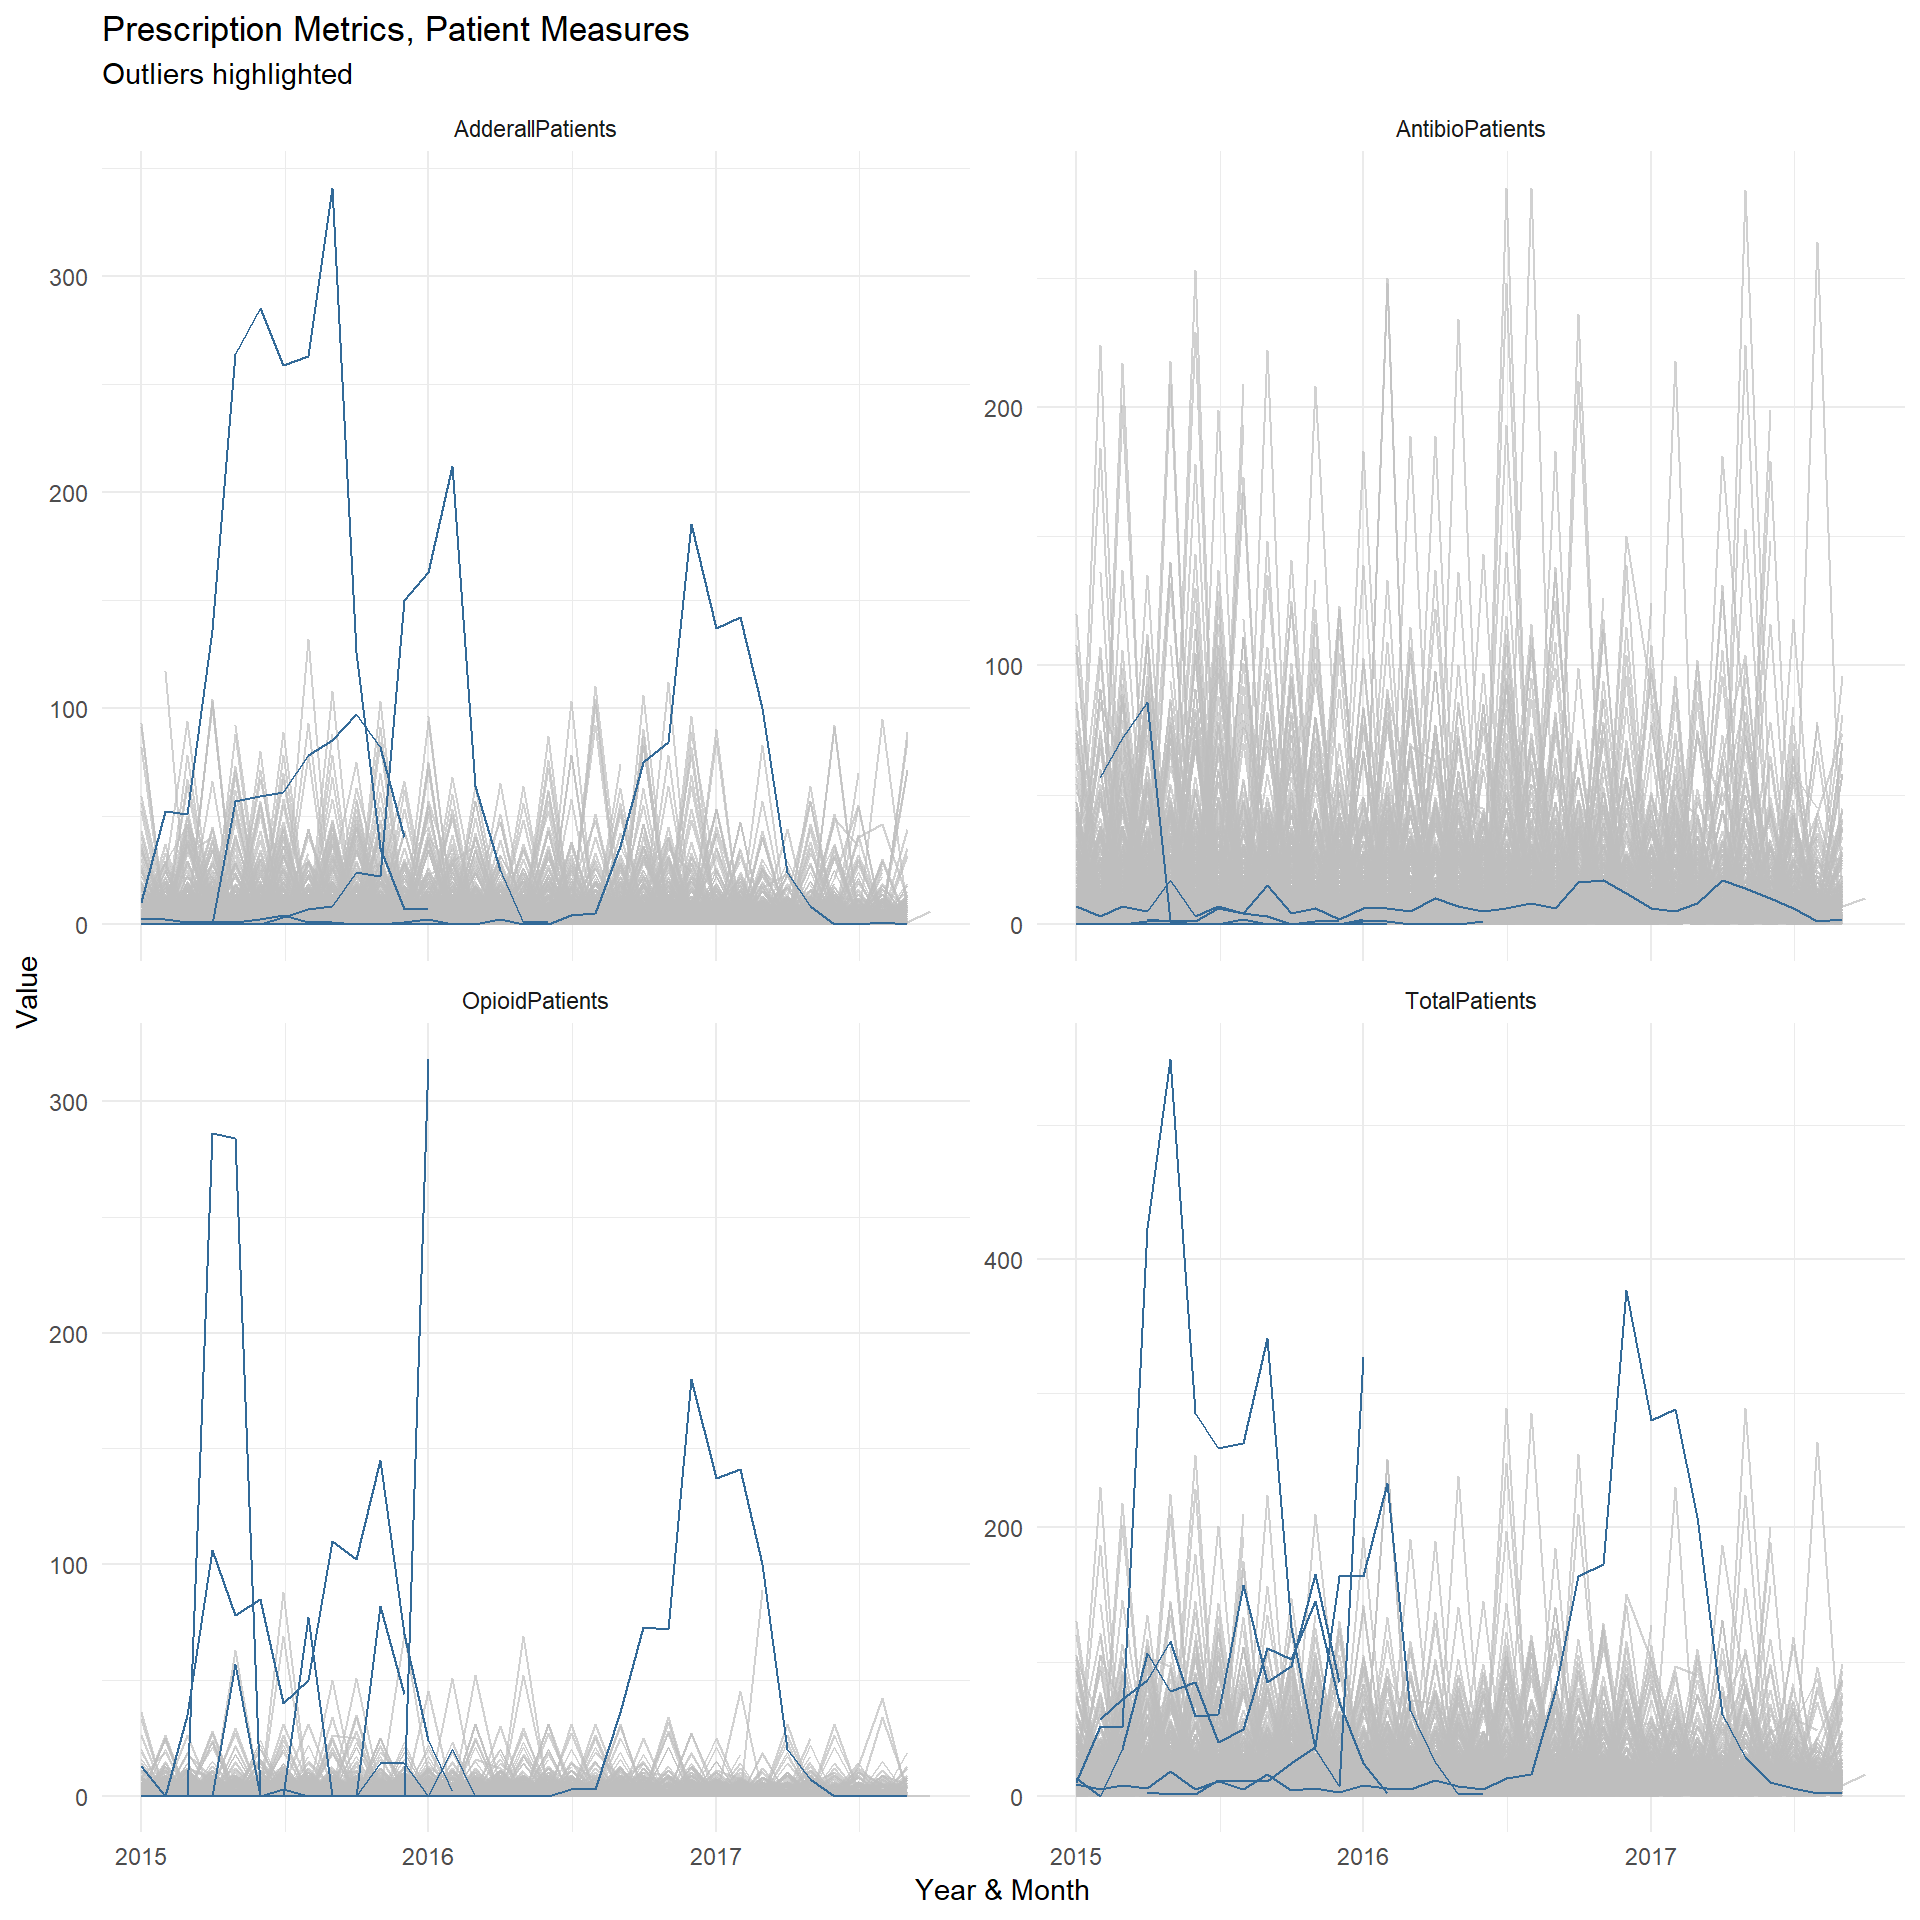 Prescription Metrics, Patient Measures
Outliers highlighted
AdderallPatients
AntibioPatients
300
200
100
0
200
100
0
Value
OpioidPatients
TotalPatients
300
200
100
0
400
200
0
2015 2016 2017
2015 2016 2017
Year & Month